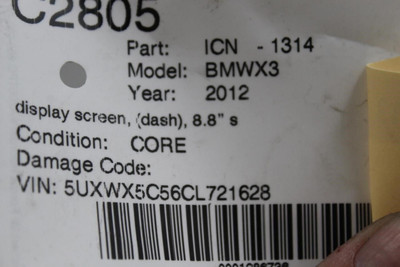 C2805
Part: ICN - 1314
Model: BMWX3
Year: 2012
display screen, (dash), 8.8" s
Condition: CORE
Damage Code:
VIN: 5UXWX5C56CL721628